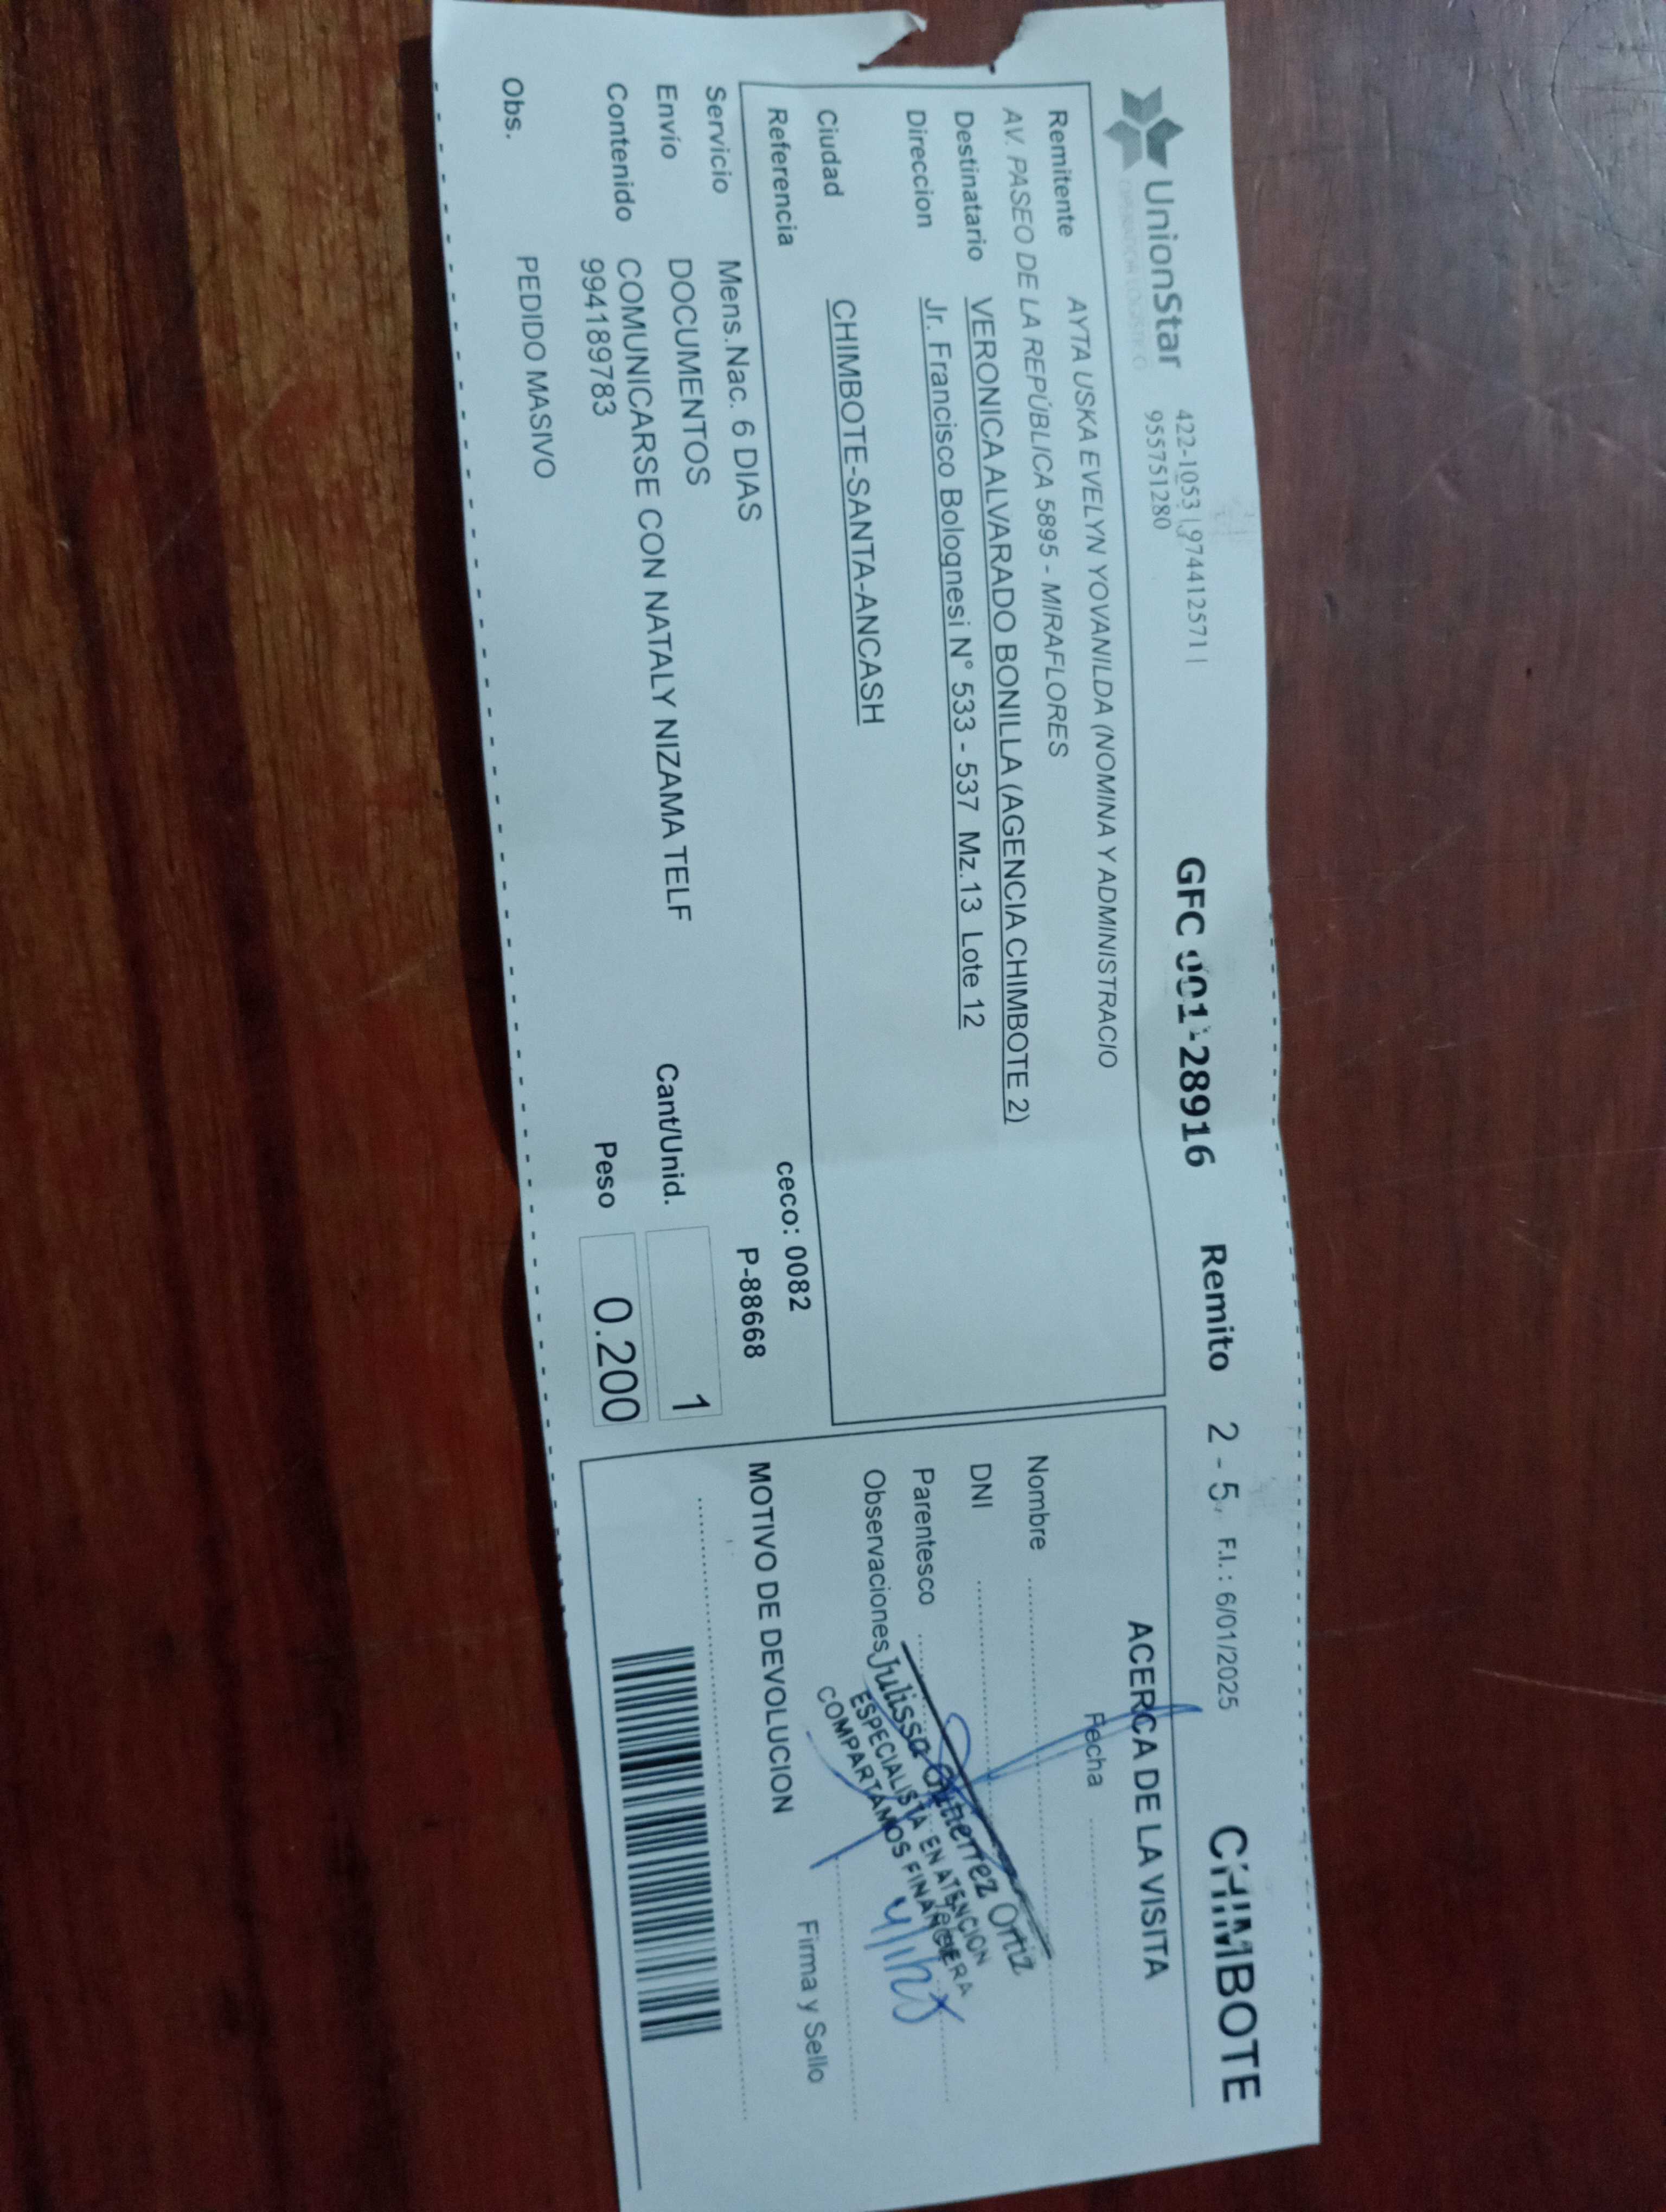 UnionStar
OPERADOR LOGISTICO
422-1053 | 974412571 |
955751280
GFC 001-28916
Remito 2 - 5
F.I. : 6/01/2025
CHIMBOTE
Remitente AYTA USKA EVELYN YOVANILDA (NOMINA Y ADMINISTRACIO
AV. PASEO DE LA REPÚBLICA 5895 - MIRAFLORES
Destinatario VERONICA ALVARADO BONILLA (AGENCIA CHIMBOTE 2)
Direccion Jr. Francisco Bolognesi N° 533 - 537 Mz.13 Lote 12
Ciudad CHIMBOTE-SANTA-ANCASH
Referencia
ceco: 0082
Servicio Mens.Nac. 6 DIAS
P-88668
Envío DOCUMENTOS
Cant/Unid. 1
Contenido COMUNICARSE CON NATALY NIZAMA TELF
994189783
Peso 0.200
Obs. PEDIDO MASIVO
ACERCA DE LA VISITA
Fecha
Nombre
DNI
Parentesco
Observaciones
Julissa Gutierrez Ortiz
ESPECIALISTA EN ATENCION
COMPARTAMOS FINANCIERA
Firma y Sello
MOTIVO DE DEVOLUCION